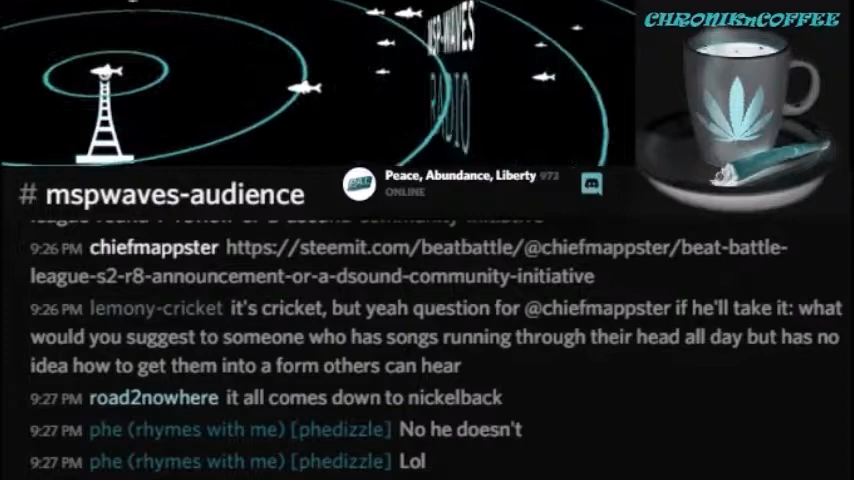 CHRONIKnCOFFEE
MSP-WAVES
RADIO
# mspwaves-audience
Peace, Abundance, Liberty 973
ONLINE
9:26 PM chiefmappster https://steemit.com/beatbattle/@chiefmappster/beat-battle-
league-s2-r8-announcement-or-a-dsound-community-initiative
9:26 PM lemony-cricket it's cricket, but yeah question for @chiefmappster if he'll take it: what
would you suggest to someone who has songs running through their head all day but has no
idea how to get them into a form others can hear
9:27 PM road2nowhere it all comes down to nickelback
9:27 PM phe (rhymes with me) [phedizzle] No he doesn't
9:27 PM phe (rhymes with me) [phedizzle] Lol